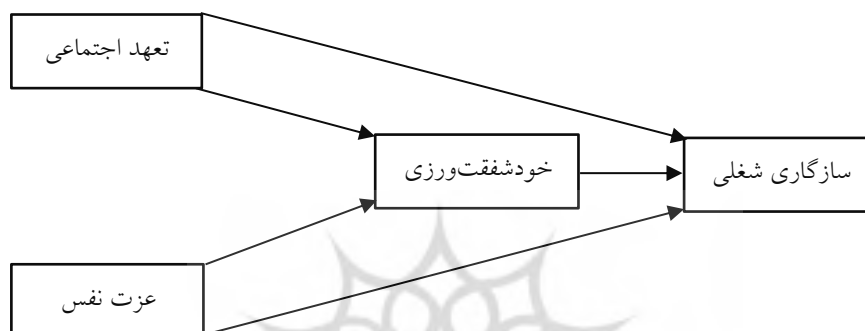 تعهد اجتماعی
خودشفقت‌ورزی
سازگاری شغلی
عزت نفس